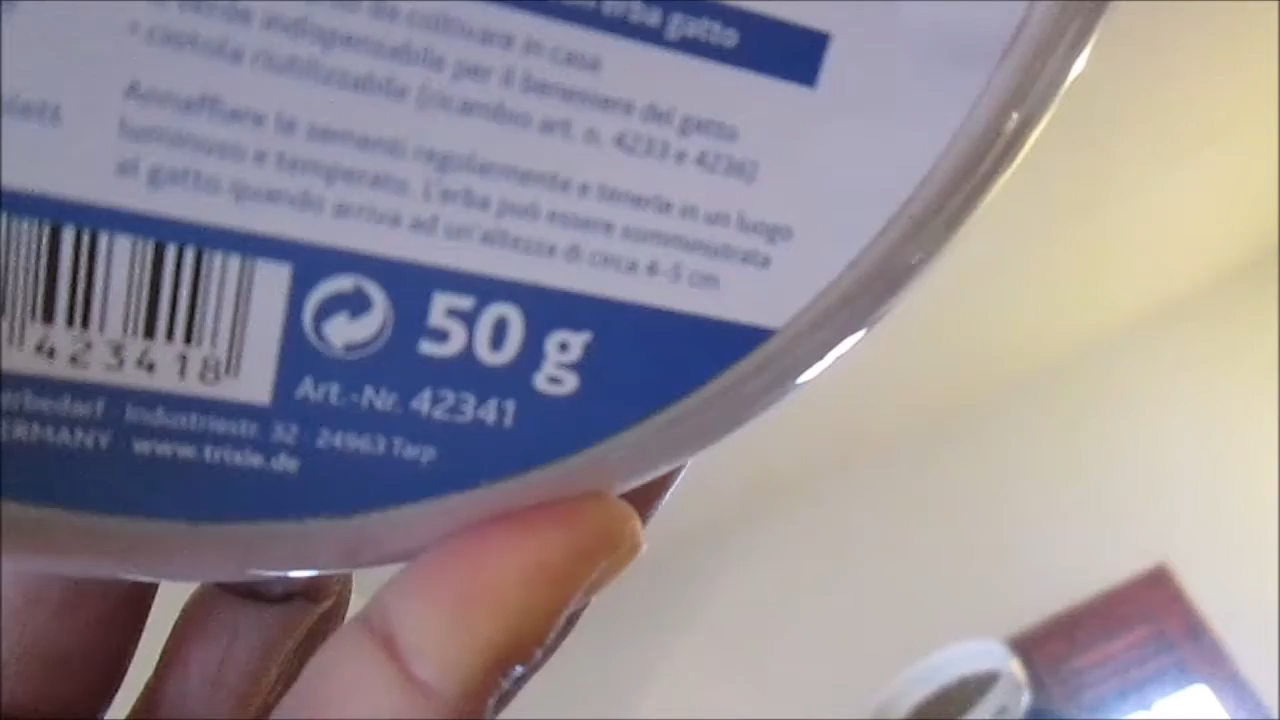 erba gatto
da coltivare in casa
indispensabile per il benessere del gatto
• ciotola riutilizzabile (ricambio art. n. 4233 e 4236)
Annaffiare le sementi regolarmente e tenerle in un luogo
luminoso e temperato. L'erba può essere somministrata
al gatto quando arriva ad un'altezza di circa 4-5 cm
423418
50 g
Art.-Nr. 42341
erbedarf Industriestr. 32 24963 Tarp
ERMANY www.trixie.de